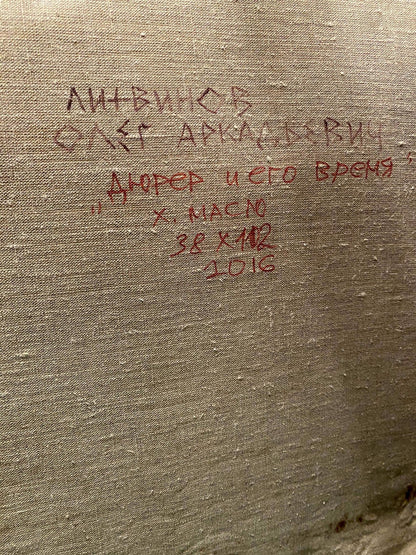 ЛИТВИНОВ
ОЛЕГ АРКАДЬЕВИЧ
„ДЮРЕР И ЕГО ВРЕМЯ"
Х. МАСЛО
38 X 112
2016